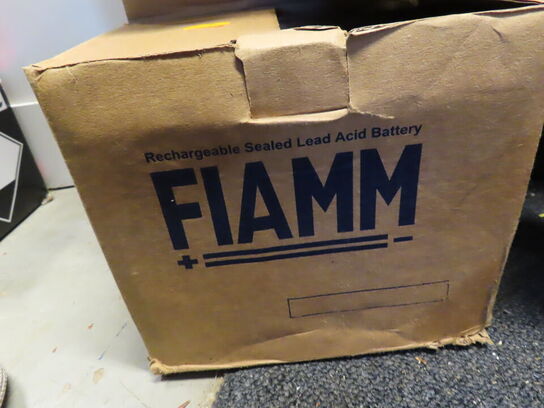 Rechargeable Sealed Lead Acid Battery
FIAMM
+ -